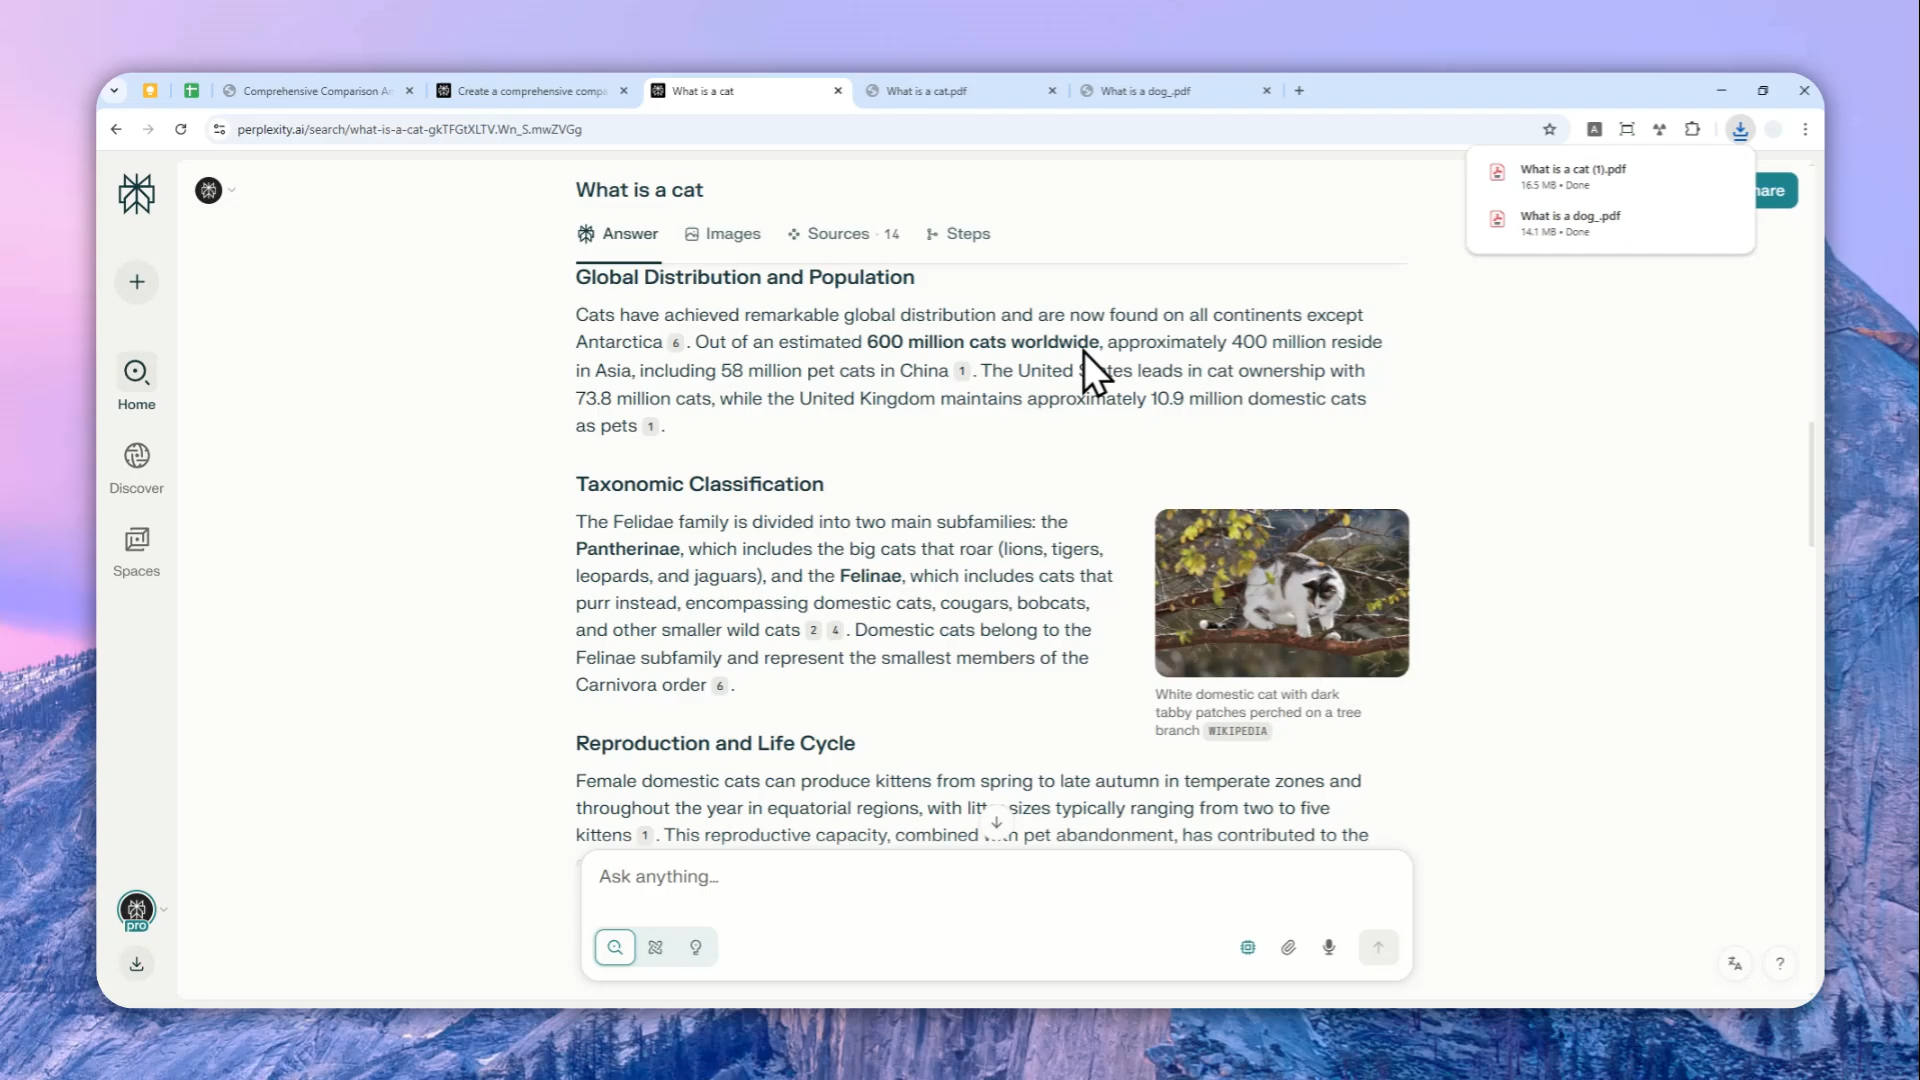 Comprehensive Comparison An
Create a comprehensive compa
What is a cat
What is a cat.pdf
What is a dog_.pdf
perplexity.ai/search/what-is-a-cat-gkTFGtXLTV.Wn_S.mwZVGg
What is a cat (1).pdf
16.5 MB • Done
What is a dog_.pdf
14.1 MB • Done
hare
What is a cat
Answer
Images
Sources · 14
Steps
Home
Discover
Spaces
pro
Global Distribution and Population
Cats have achieved remarkable global distribution and are now found on all continents except
Antarctica 6 . Out of an estimated 600 million cats worldwide, approximately 400 million reside
in Asia, including 58 million pet cats in China 1 . The United S tes leads in cat ownership with
73.8 million cats, while the United Kingdom maintains approximately 10.9 million domestic cats
as pets 1 .
Taxonomic Classification
The Felidae family is divided into two main subfamilies: the
Pantherinae, which includes the big cats that roar (lions, tigers,
leopards, and jaguars), and the Felinae, which includes cats that
purr instead, encompassing domestic cats, cougars, bobcats,
and other smaller wild cats 2 4 . Domestic cats belong to the
Felinae subfamily and represent the smallest members of the
Carnivora order 6 .
White domestic cat with dark
tabby patches perched on a tree
branch WIKIPEDIA
Reproduction and Life Cycle
Female domestic cats can produce kittens from spring to late autumn in temperate zones and
throughout the year in equatorial regions, with litt sizes typically ranging from two to five
kittens 1 . This reproductive capacity, combined w n pet abandonment, has contributed to the
Ask anything...